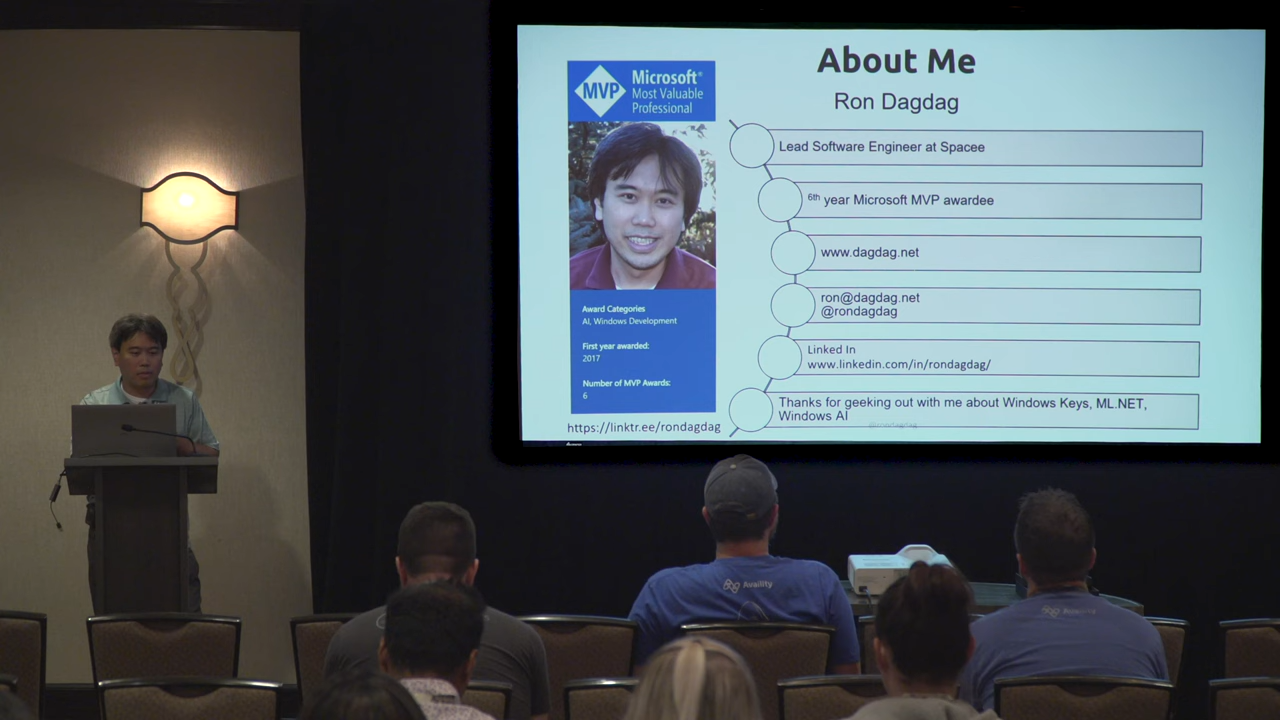 About Me
Ron Dagdag
MVP
Microsoft®
Most Valuable
Professional
Award Categories
AI, Windows Development
First year awarded:
2017
Number of MVP Awards:
6
https://linktr.ee/rondagdag
Lead Software Engineer at Spacee
6th year Microsoft MVP awardee
www.dagdag.net
ron@dagdag.net
@rondagdag
Linked In
www.linkedin.com/in/rondagdag/
Thanks for geeking out with me about Windows Keys, ML.NET,
Windows AI
@rondagdag
Availity
Availity